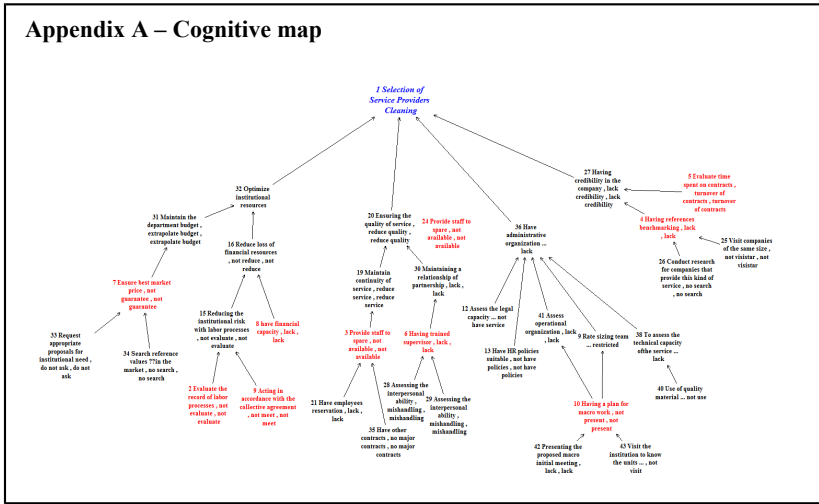 Appendix A – Cognitive map
1 Selection of
Service Providers
Cleaning
27 Having
credibility in the
company , lack
credibility , lack
credibility
5 Evaluate time
spent on contracts ,
turnover of
contracts , turnover
of contracts
32 Optimize
institutional
resources
31 Maintain the
department budget ,
extrapolate budget ,
extrapolate budget
20 Ensuring the
quality of service ,
reduce quality ,
reduce quality
24 Provide staff to
spare , not
available , not
available
36 Have
administrative
organization ...
lack
4 Having references
benchmarking , lack
, lack
25 Visit companies
of the same size ,
not visistar , not
visistar
16 Reduce loss of
financial resources
, not reduce , not
reduce
26 Conduct research
for companies that
provide this kind of
service , no search
, no search
19 Maintain
continuity of
service , reduce
service , reduce
service
30 Maintaining a
relationship of
partnership , lack ,
lack
7 Ensure best market
price , not
guarantee , not
guarantee
12 Assess the legal
capacity ... not
have service
41 Assess
operational
organization , lack
, lack
15 Reducing the
institutional risk
with labor processes
, not evaluate , not
evaluate
8 have financial
capacity , lack , lack
3 Provide staff to
spare , not
available , not
available
6 Having trained
supervisor , lack ,
lack
9 Rate sizing team
... restricted
38 To assess the
technical capacity
ofthe service ...
lack
33 Request
appropriate
proposals for
institutional need ,
do not ask , do not
ask
34 Search reference
values ??in the
market , no search ,
no search
13 Have HR policies
suitable , not have
policies , not have
policies
2 Evaluate the
record of labor
processes , not
evaluate , not
evaluate
9 Acting in
accordance with the
collective agreement
, not meet , not
meet
28 Assessing the
interpersonal
ability ,
mishandling ,
mishandling
29 Assessing the
interpersonal
ability ,
mishandling ,
mishandling
40 Use of quality
material ... not use
21 Have employees
reservation , lack ,
lack
10 Having a plan for
macro work , not
present , not
present
35 Have other
contracts , no major
contracts , no major
contracts
42 Presenting the
proposed macro
initial meeting ,
lack , lack
43 Visit the
institution to know
the units ... , not
visit